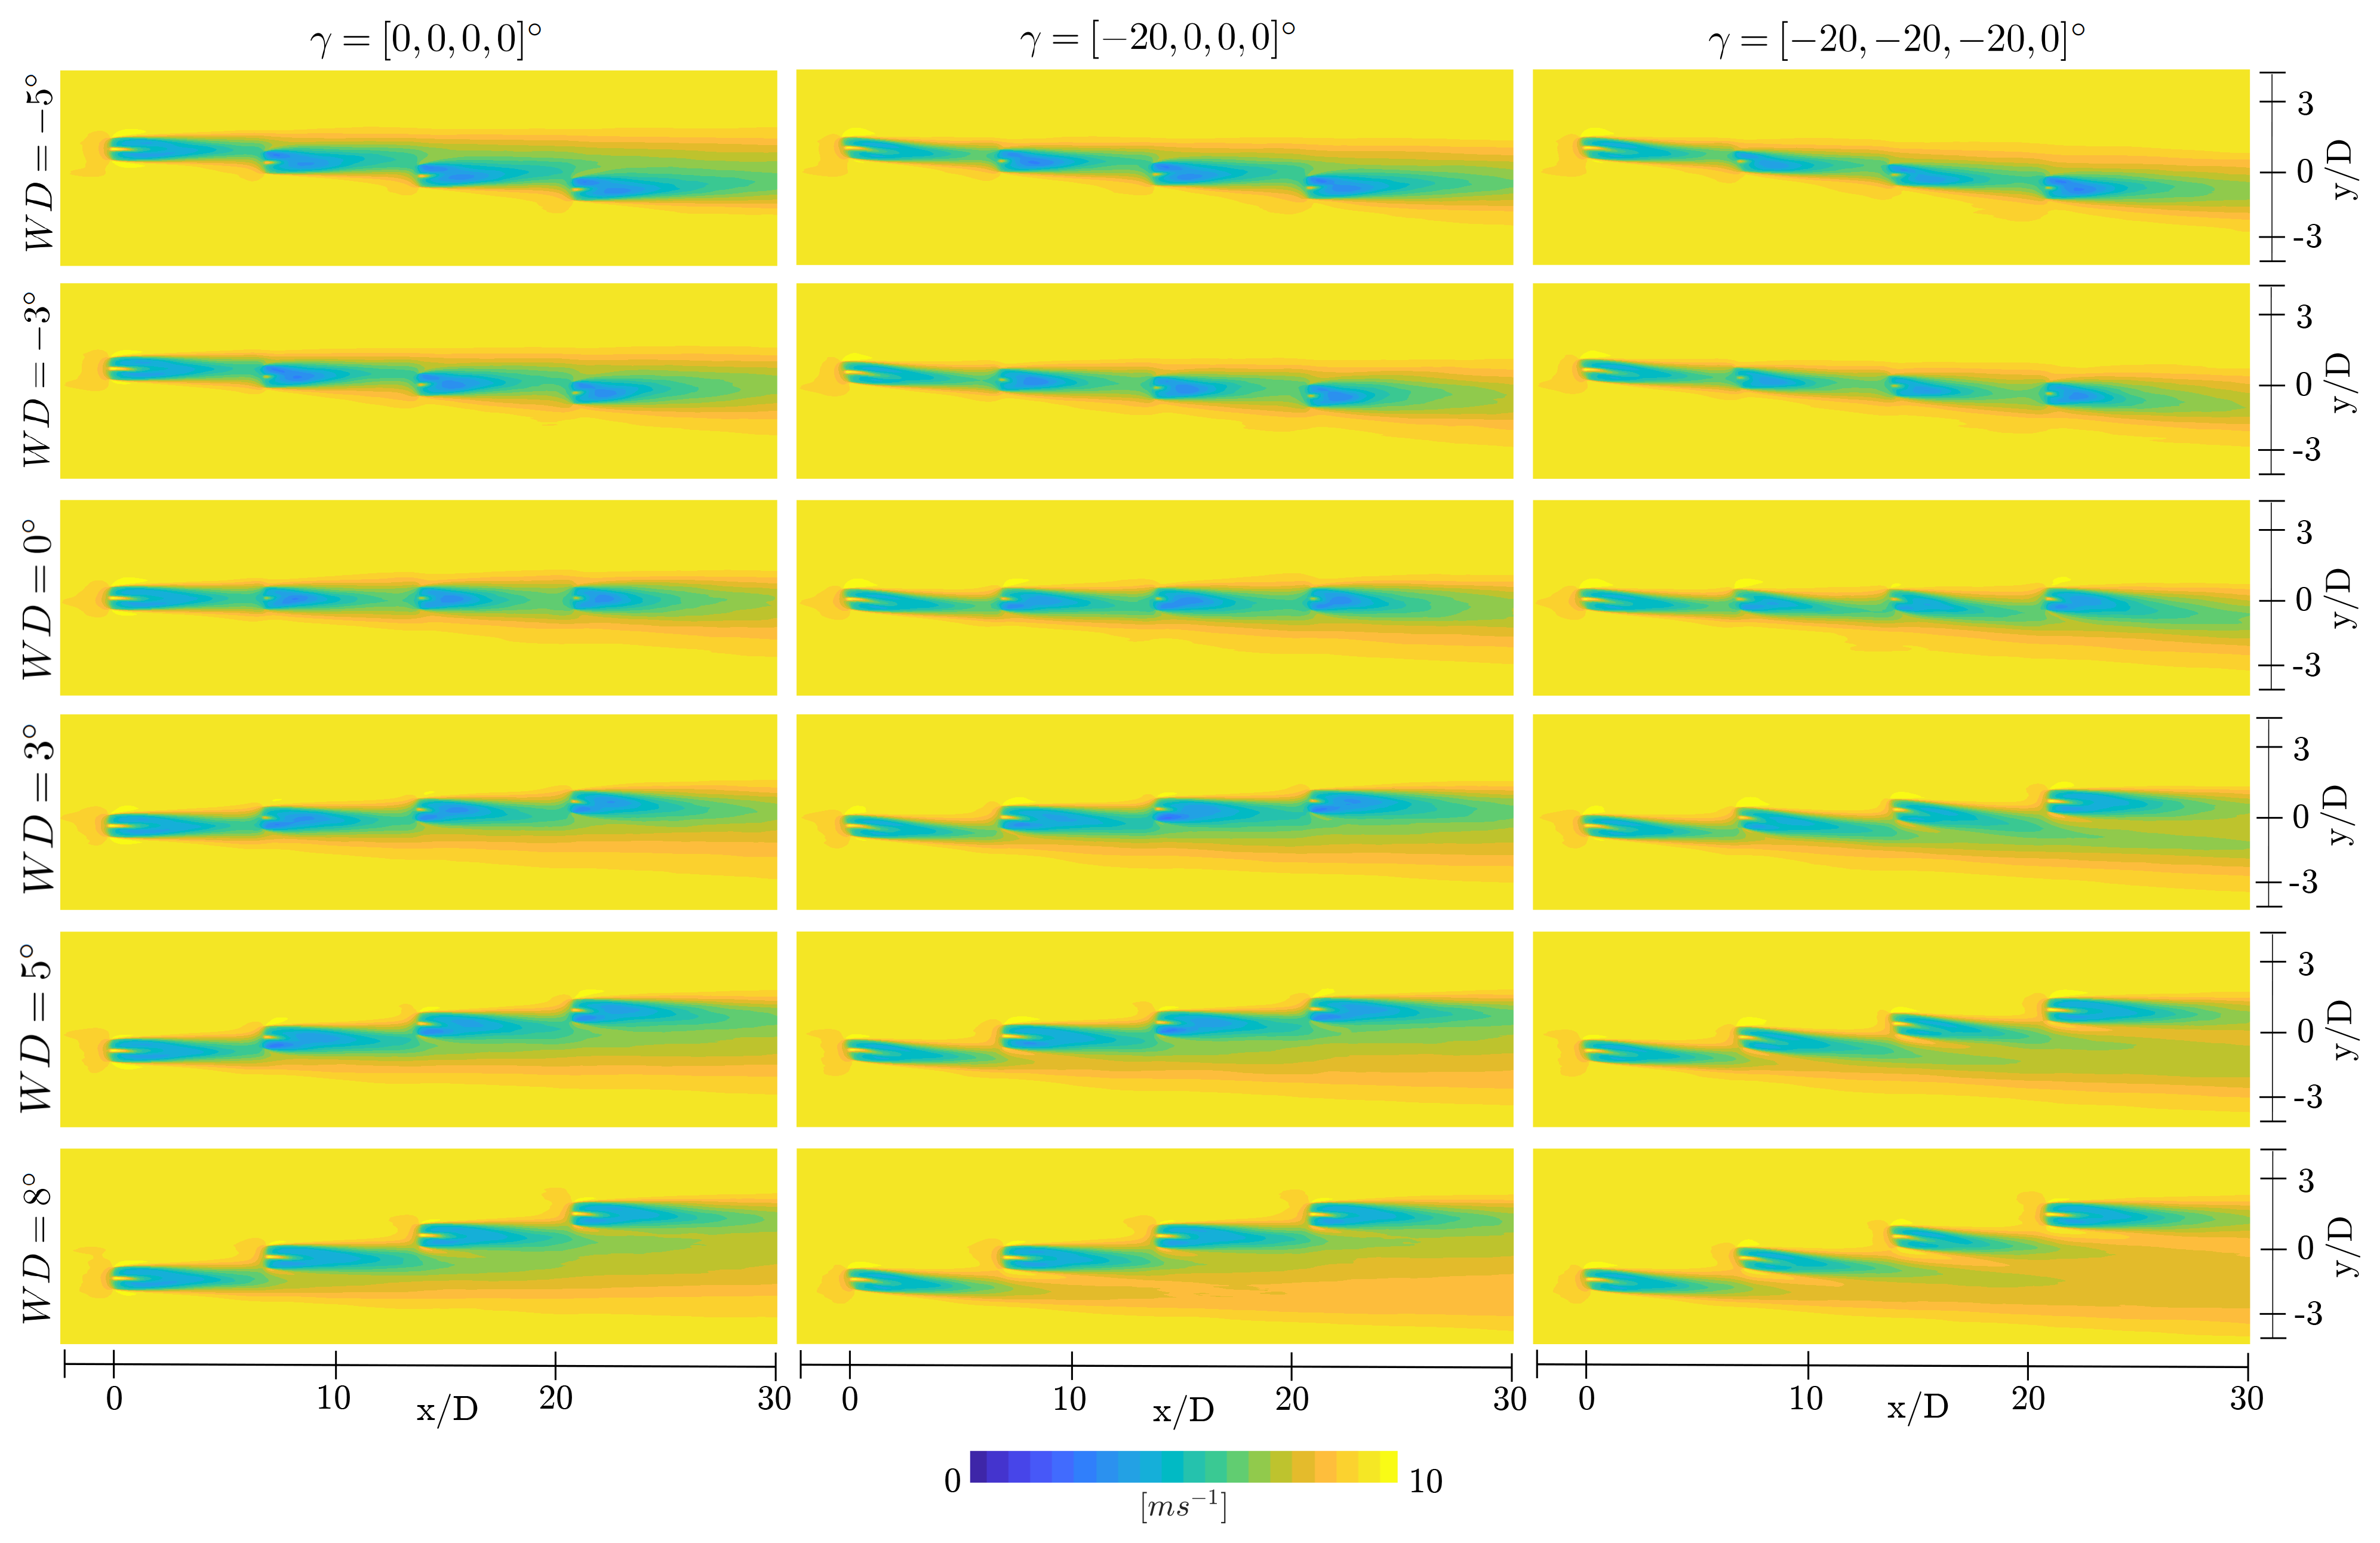 γ = [0, 0, 0, 0]°
γ = [−20, 0, 0, 0]°
γ = [−20, −20, −20, 0]°
WD = −5°
3
0
-3
y/D
WD = −3°
3
0
-3
y/D
WD = 0°
3
0
-3
y/D
WD = 3°
3
0
-3
y/D
WD = 5°
3
0
-3
y/D
WD = 8°
3
0
-3
y/D
0 10 20 30
x/D
0 10 20 30
x/D
0 10 20 30
x/D
0 10
[ms⁻¹]